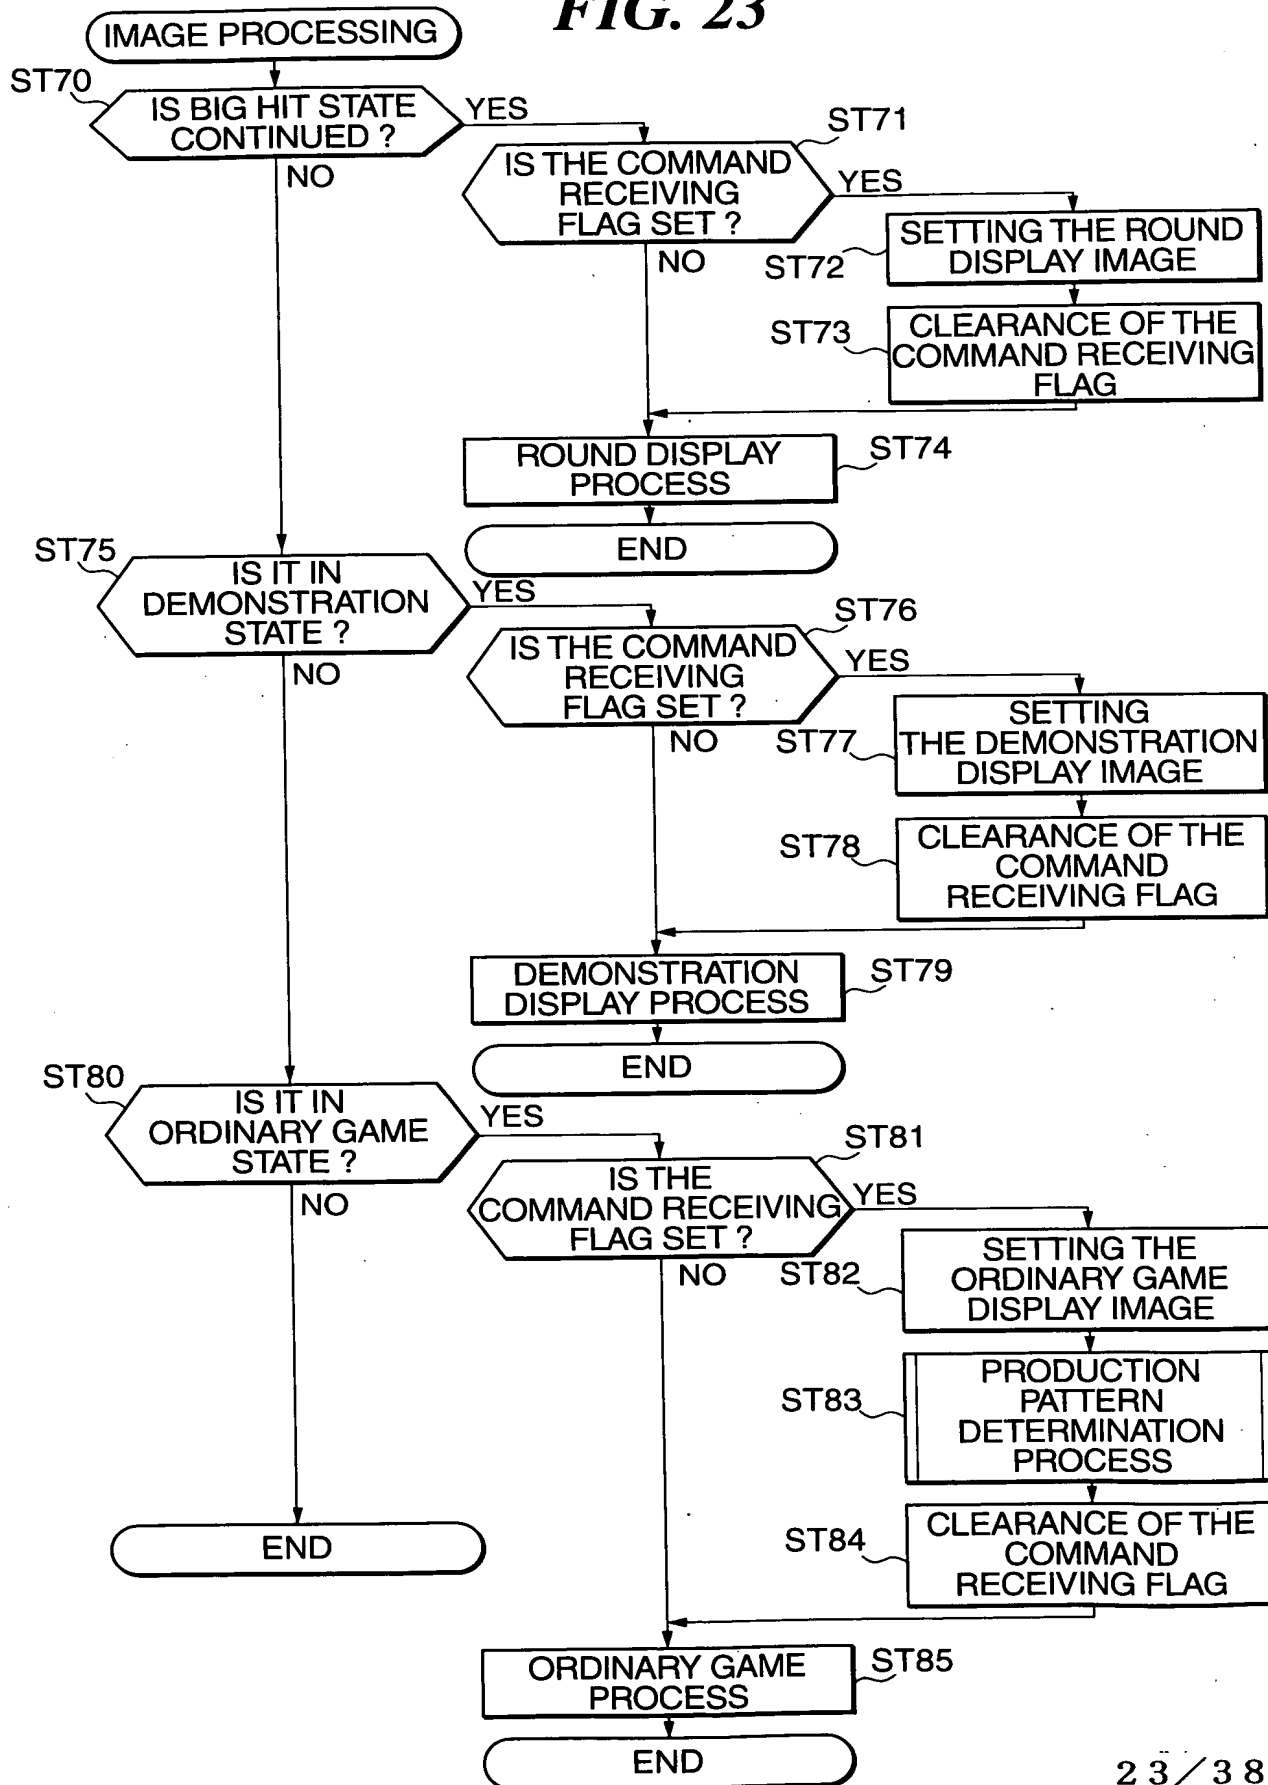 FIG. 23
IMAGE PROCESSING
ST70
IS BIG HIT STATE
CONTINUED ?
YES
NO
ST71
IS THE COMMAND
RECEIVING
FLAG SET ?
YES
NO
ST72
SETTING THE ROUND
DISPLAY IMAGE
ST73
CLEARANCE OF THE
COMMAND RECEIVING
FLAG
ROUND DISPLAY
PROCESS
ST74
END
ST75
IS IT IN
DEMONSTRATION
STATE ?
YES
NO
ST76
IS THE COMMAND
RECEIVING
FLAG SET ?
YES
NO
ST77
SETTING
THE DEMONSTRATION
DISPLAY IMAGE
ST78
CLEARANCE OF THE
COMMAND
RECEIVING FLAG
DEMONSTRATION
DISPLAY PROCESS
ST79
END
ST80
IS IT IN
ORDINARY GAME
STATE ?
YES
NO
ST81
IS THE
COMMAND RECEIVING
FLAG SET ?
YES
NO
ST82
SETTING THE
ORDINARY GAME
DISPLAY IMAGE
ST83
PRODUCTION
PATTERN
DETERMINATION
PROCESS
ST84
CLEARANCE OF THE
COMMAND
RECEIVING FLAG
END
ORDINARY GAME
PROCESS
ST85
END
23/38